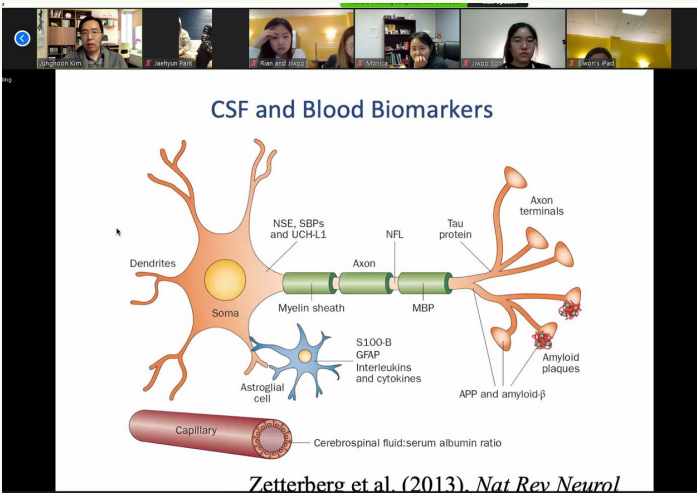 Junghoon Kim
Jaehyun Park
Rian and Jiwoo
Monica
Jiwoo Son
Siwon's iPad
CSF and Blood Biomarkers
NSE, SBPs
and UCH-L1
NFL
Tau
protein
Axon
terminals
Dendrites
Axon
Soma
Myelin sheath
MBP
S100-B
GFAP
Interleukins
and cytokines
Astroglial
cell
Amyloid
plaques
APP and amyloid-β
Capillary
Cerebrospinal fluid:serum albumin ratio
Zetterberg et al. (2013). Nat Rev Neurol